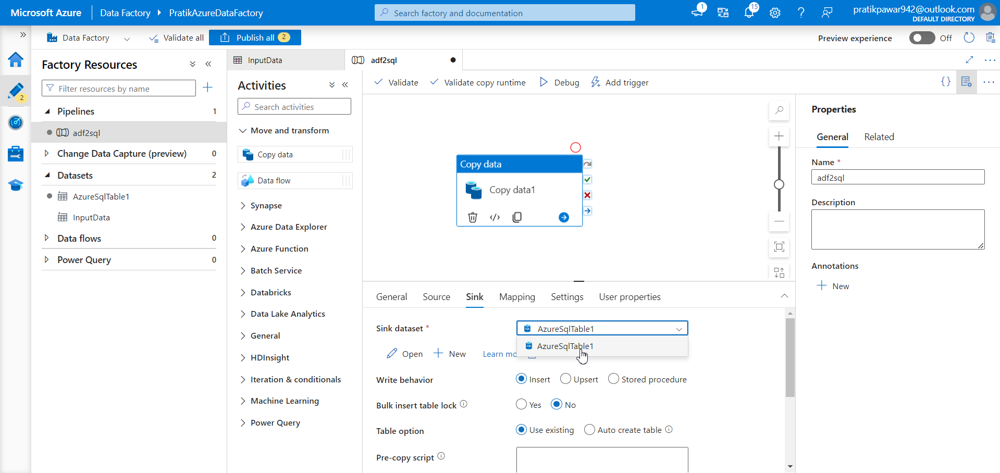 Microsoft Azure
Data Factory
PratikAzureDataFactory
Search factory and documentation
1
15
pratikpawar942@outlook.com
DEFAULT DIRECTORY
Data Factory
Validate all
Publish all 2
Preview experience
Off
2
Factory Resources
Filter resources by name
Pipelines 1
adf2sql
Change Data Capture (preview) 0
Datasets 2
AzureSqlTable1
InputData
Data flows 0
Power Query 0
InputData
adf2sql
Activities
Search activities
Move and transform
Copy data
Data flow
Synapse
Azure Data Explorer
Azure Function
Batch Service
Databricks
Data Lake Analytics
General
HDInsight
Iteration & conditionals
Machine Learning
Power Query
Validate
Validate copy runtime
Debug
Add trigger
{}
Copy data
Copy data1
General
Source
Sink
Mapping
Settings
User properties
Sink dataset *
AzureSqlTable1
AzureSqlTable1
Open
New
Learn mo
Write behavior
Insert
Upsert
Stored procedure
Bulk insert table lock
Yes
No
Table option
Use existing
Auto create table
Pre-copy script
Properties
General
Related
Name *
adf2sql
Description
Annotations
New